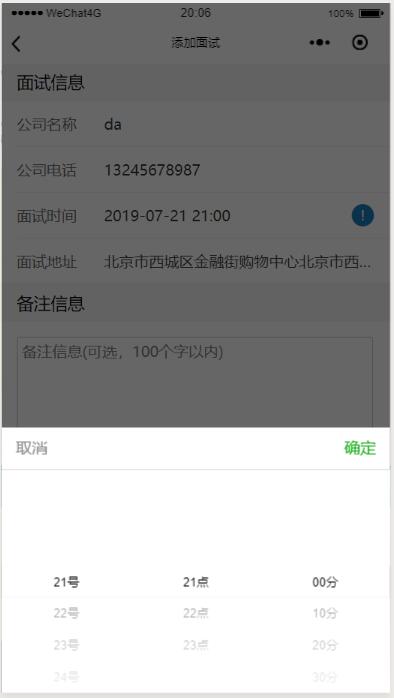 ●●●●● WeChat4G 20:06 100%
添加面试
面试信息
公司名称 da
公司电话 13245678987
面试时间 2019-07-21 21:00 !
面试地址 北京市西城区金融街购物中心北京市西...
备注信息
备注信息(可选，100个字以内)
取消 确定
21号 21点 00分
22号 22点 10分
23号 23点 20分
24号 30分